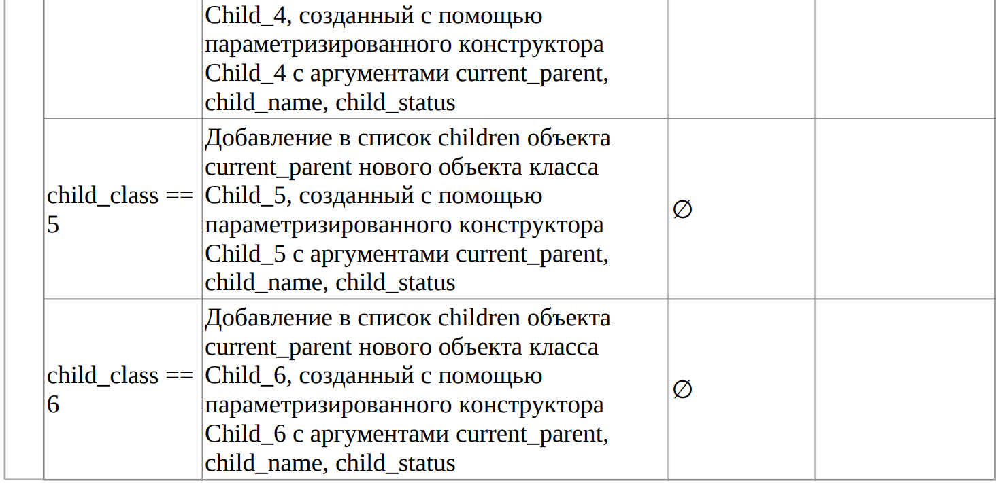 Child_4, созданный с помощью
параметризированного конструктора
Child_4 с аргументами current_parent,
child_name, child_status
child_class ==
5
Добавление в список children объекта
current_parent нового объекта класса
Child_5, созданный с помощью
параметризированного конструктора
Child_5 с аргументами current_parent,
child_name, child_status
∅
child_class ==
6
Добавление в список children объекта
current_parent нового объекта класса
Child_6, созданный с помощью
параметризированного конструктора
Child_6 с аргументами current_parent,
child_name, child_status
∅